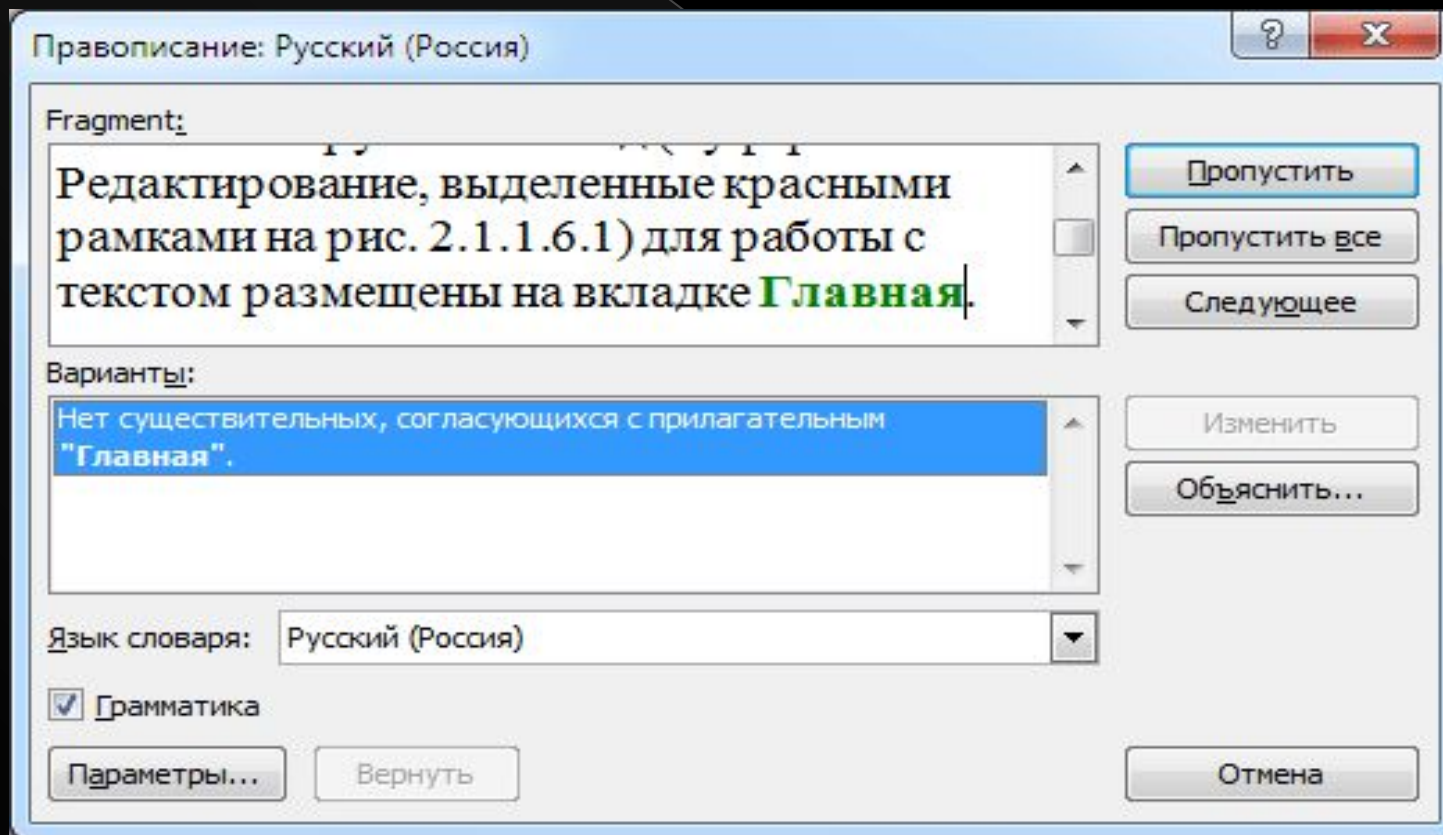 Правописание: Русский (Россия)
Fragment:
Редактирование, выделенные красными
рамками на рис. 2.1.1.6.1) для работы с
текстом размещены на вкладке Главная.
Пропустить
Пропустить все
Следующее
Варианты:
Нет существительных, согласующихся с прилагательным
"Главная".
Изменить
Объяснить...
Язык словаря: Русский (Россия)
Грамматика
Параметры... Вернуть Отмена